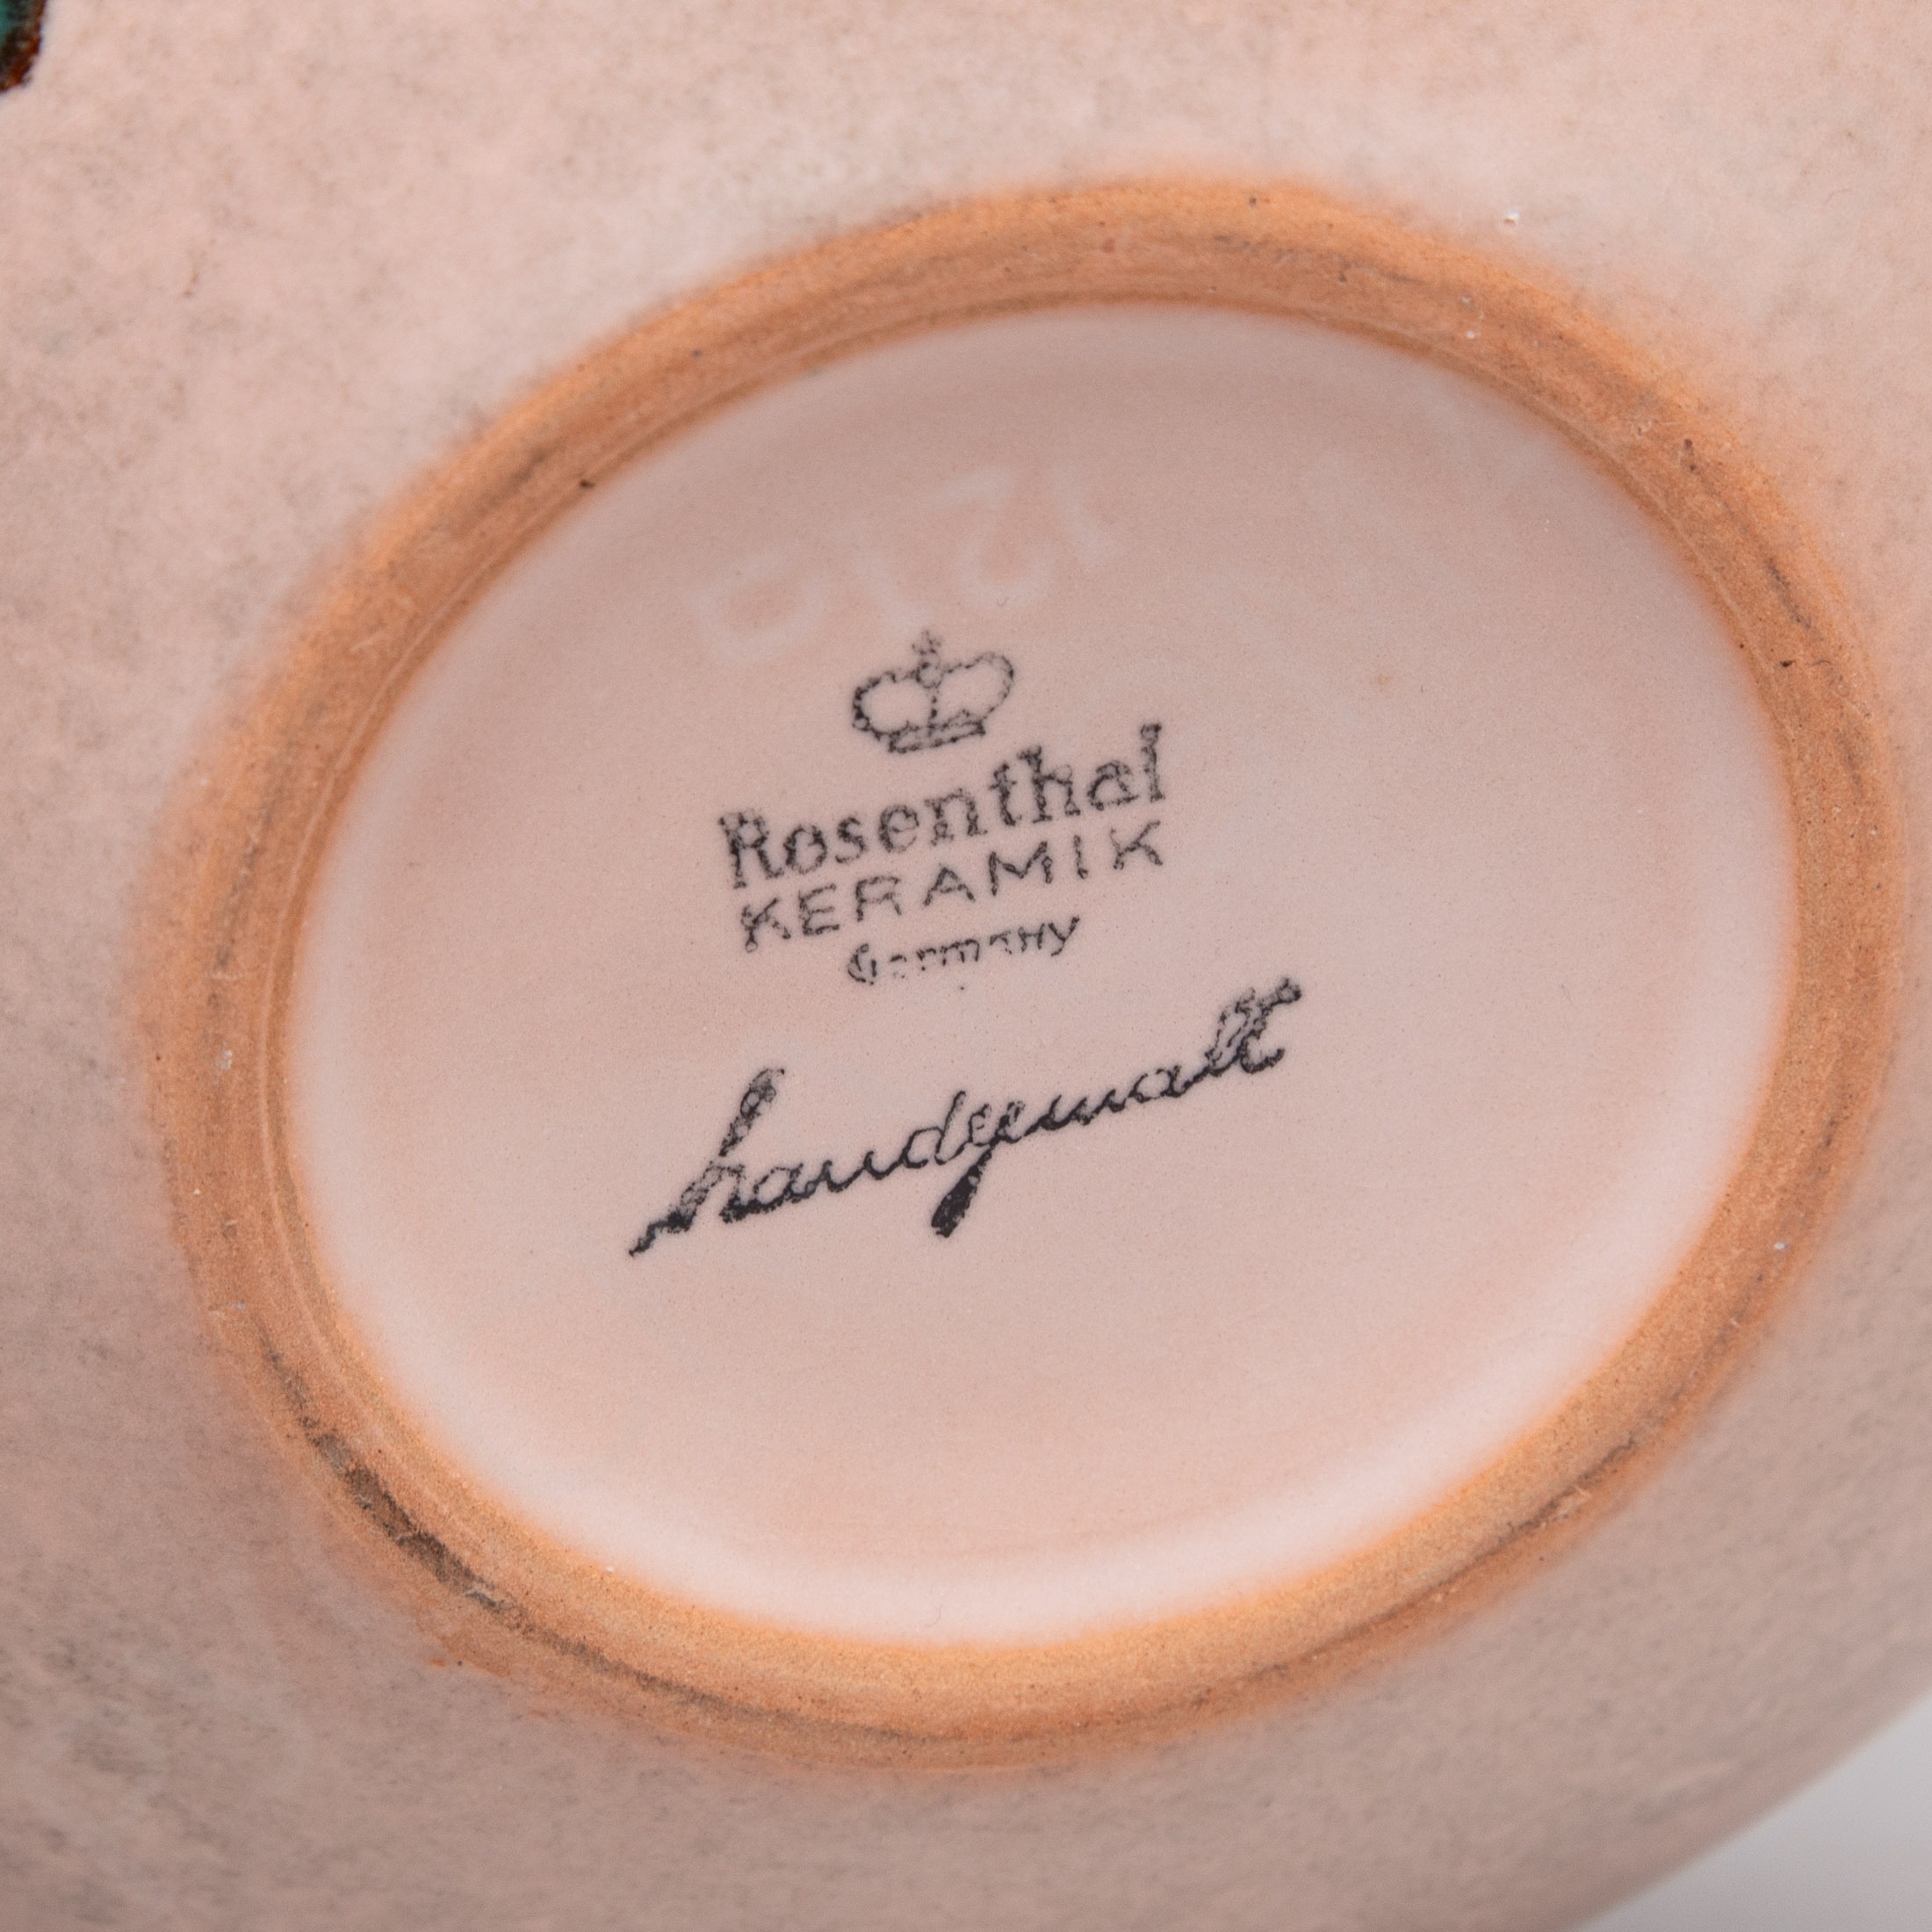 Rosenthal
KERAMIK
Germany
handgemalt